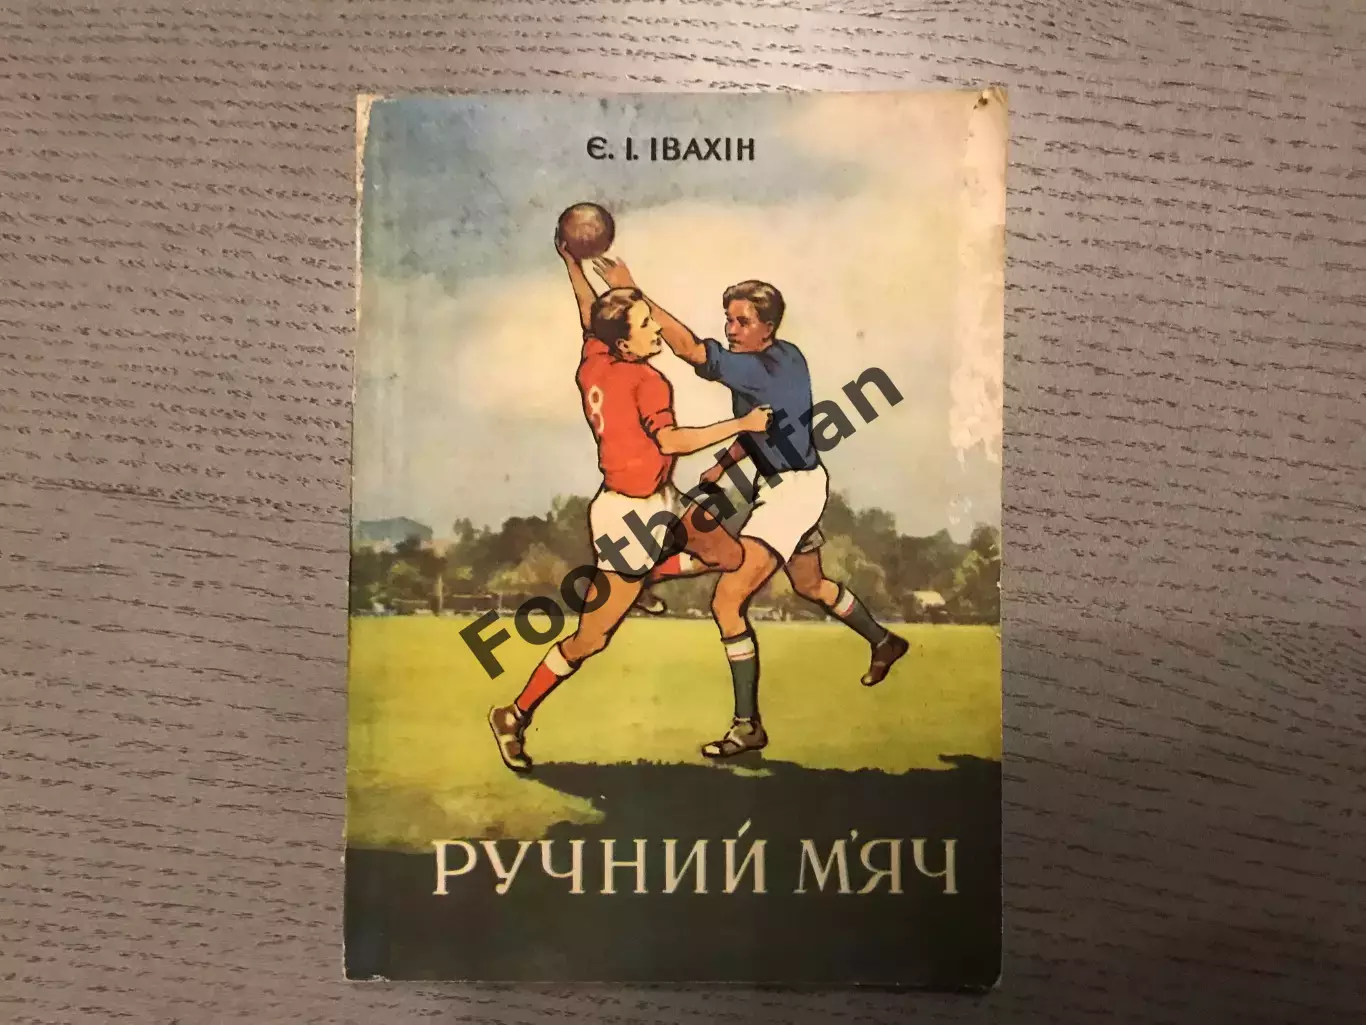 Є. І. ІВАХІН
8
Footballfan
РУЧНИЙ М'ЯЧ